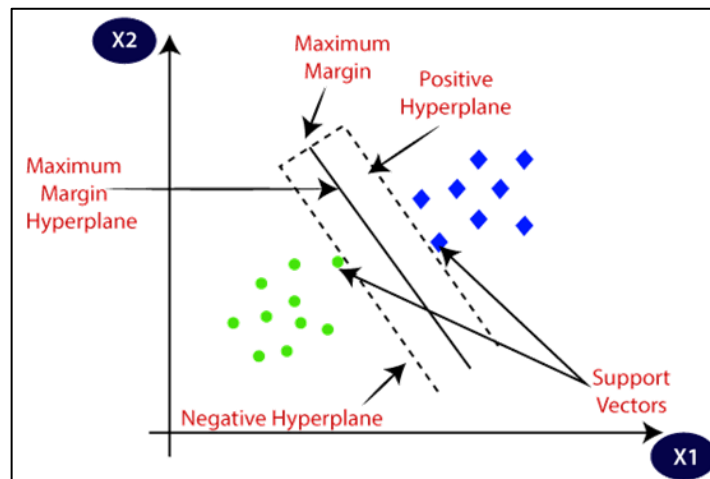 X2
Maximum
Margin
Positive
Hyperplane
Maximum
Margin
Hyperplane
Support
Vectors
Negative Hyperplane
X1